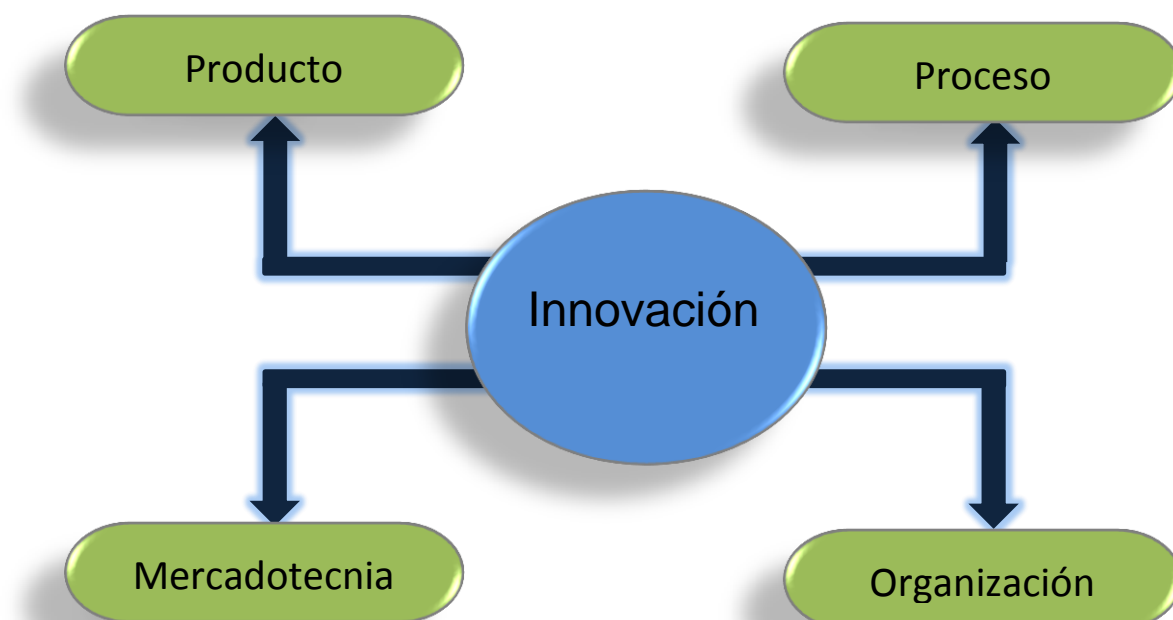 Producto
Proceso
Innovación
Mercadotecnia
Organización